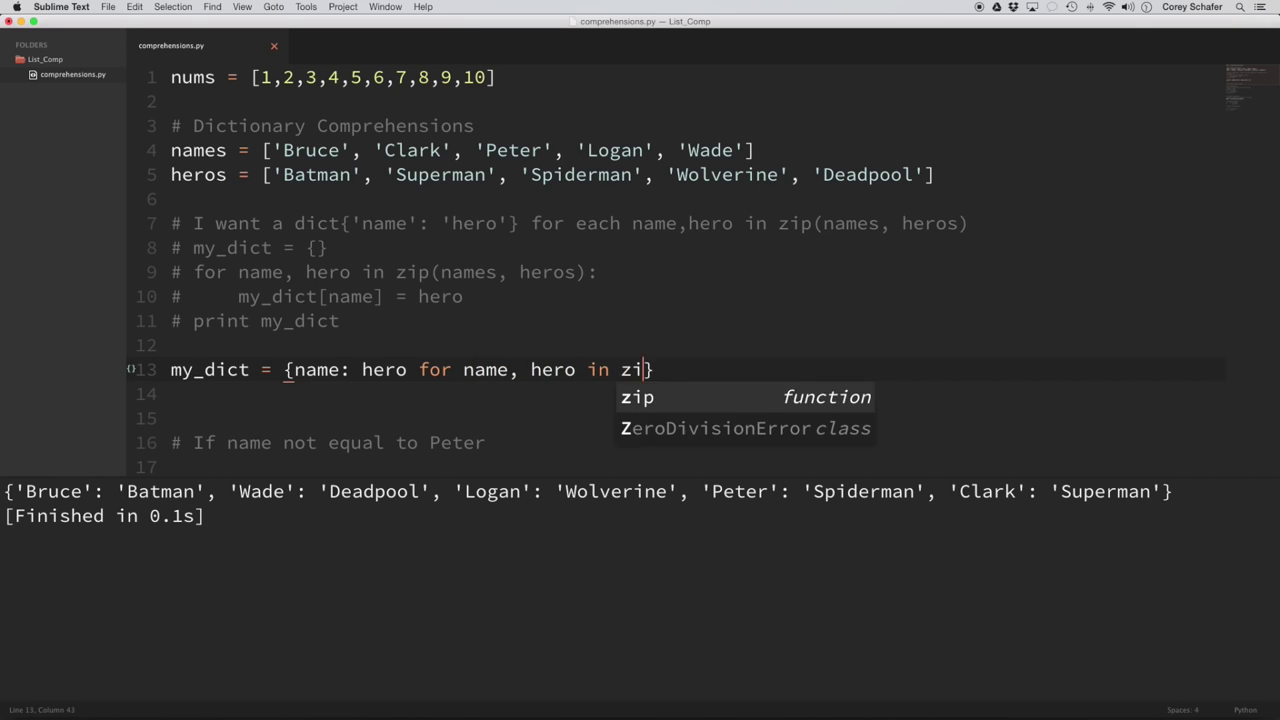 Sublime Text File Edit Selection Find View Goto Tools Project Window Help Corey Schafer
comprehensions.py — List_Comp
FOLDERS
List_Comp
comprehensions.py
comprehensions.py
1 nums = [1,2,3,4,5,6,7,8,9,10]
2
3 # Dictionary Comprehensions
4 names = ['Bruce', 'Clark', 'Peter', 'Logan', 'Wade']
5 heros = ['Batman', 'Superman', 'Spiderman', 'Wolverine', 'Deadpool']
6
7 # I want a dict{'name': 'hero'} for each name,hero in zip(names, heros)
8 # my_dict = {}
9 # for name, hero in zip(names, heros):
10 #     my_dict[name] = hero
11 # print my_dict
12
{} 13 my_dict = {name: hero for name, hero in zi}
zip function
14
ZeroDivisionError class
15
16 # If name not equal to Peter
17
{'Bruce': 'Batman', 'Wade': 'Deadpool', 'Logan': 'Wolverine', 'Peter': 'Spiderman', 'Clark': 'Superman'}
[Finished in 0.1s]
Line 13, Column 43 Spaces: 4 Python